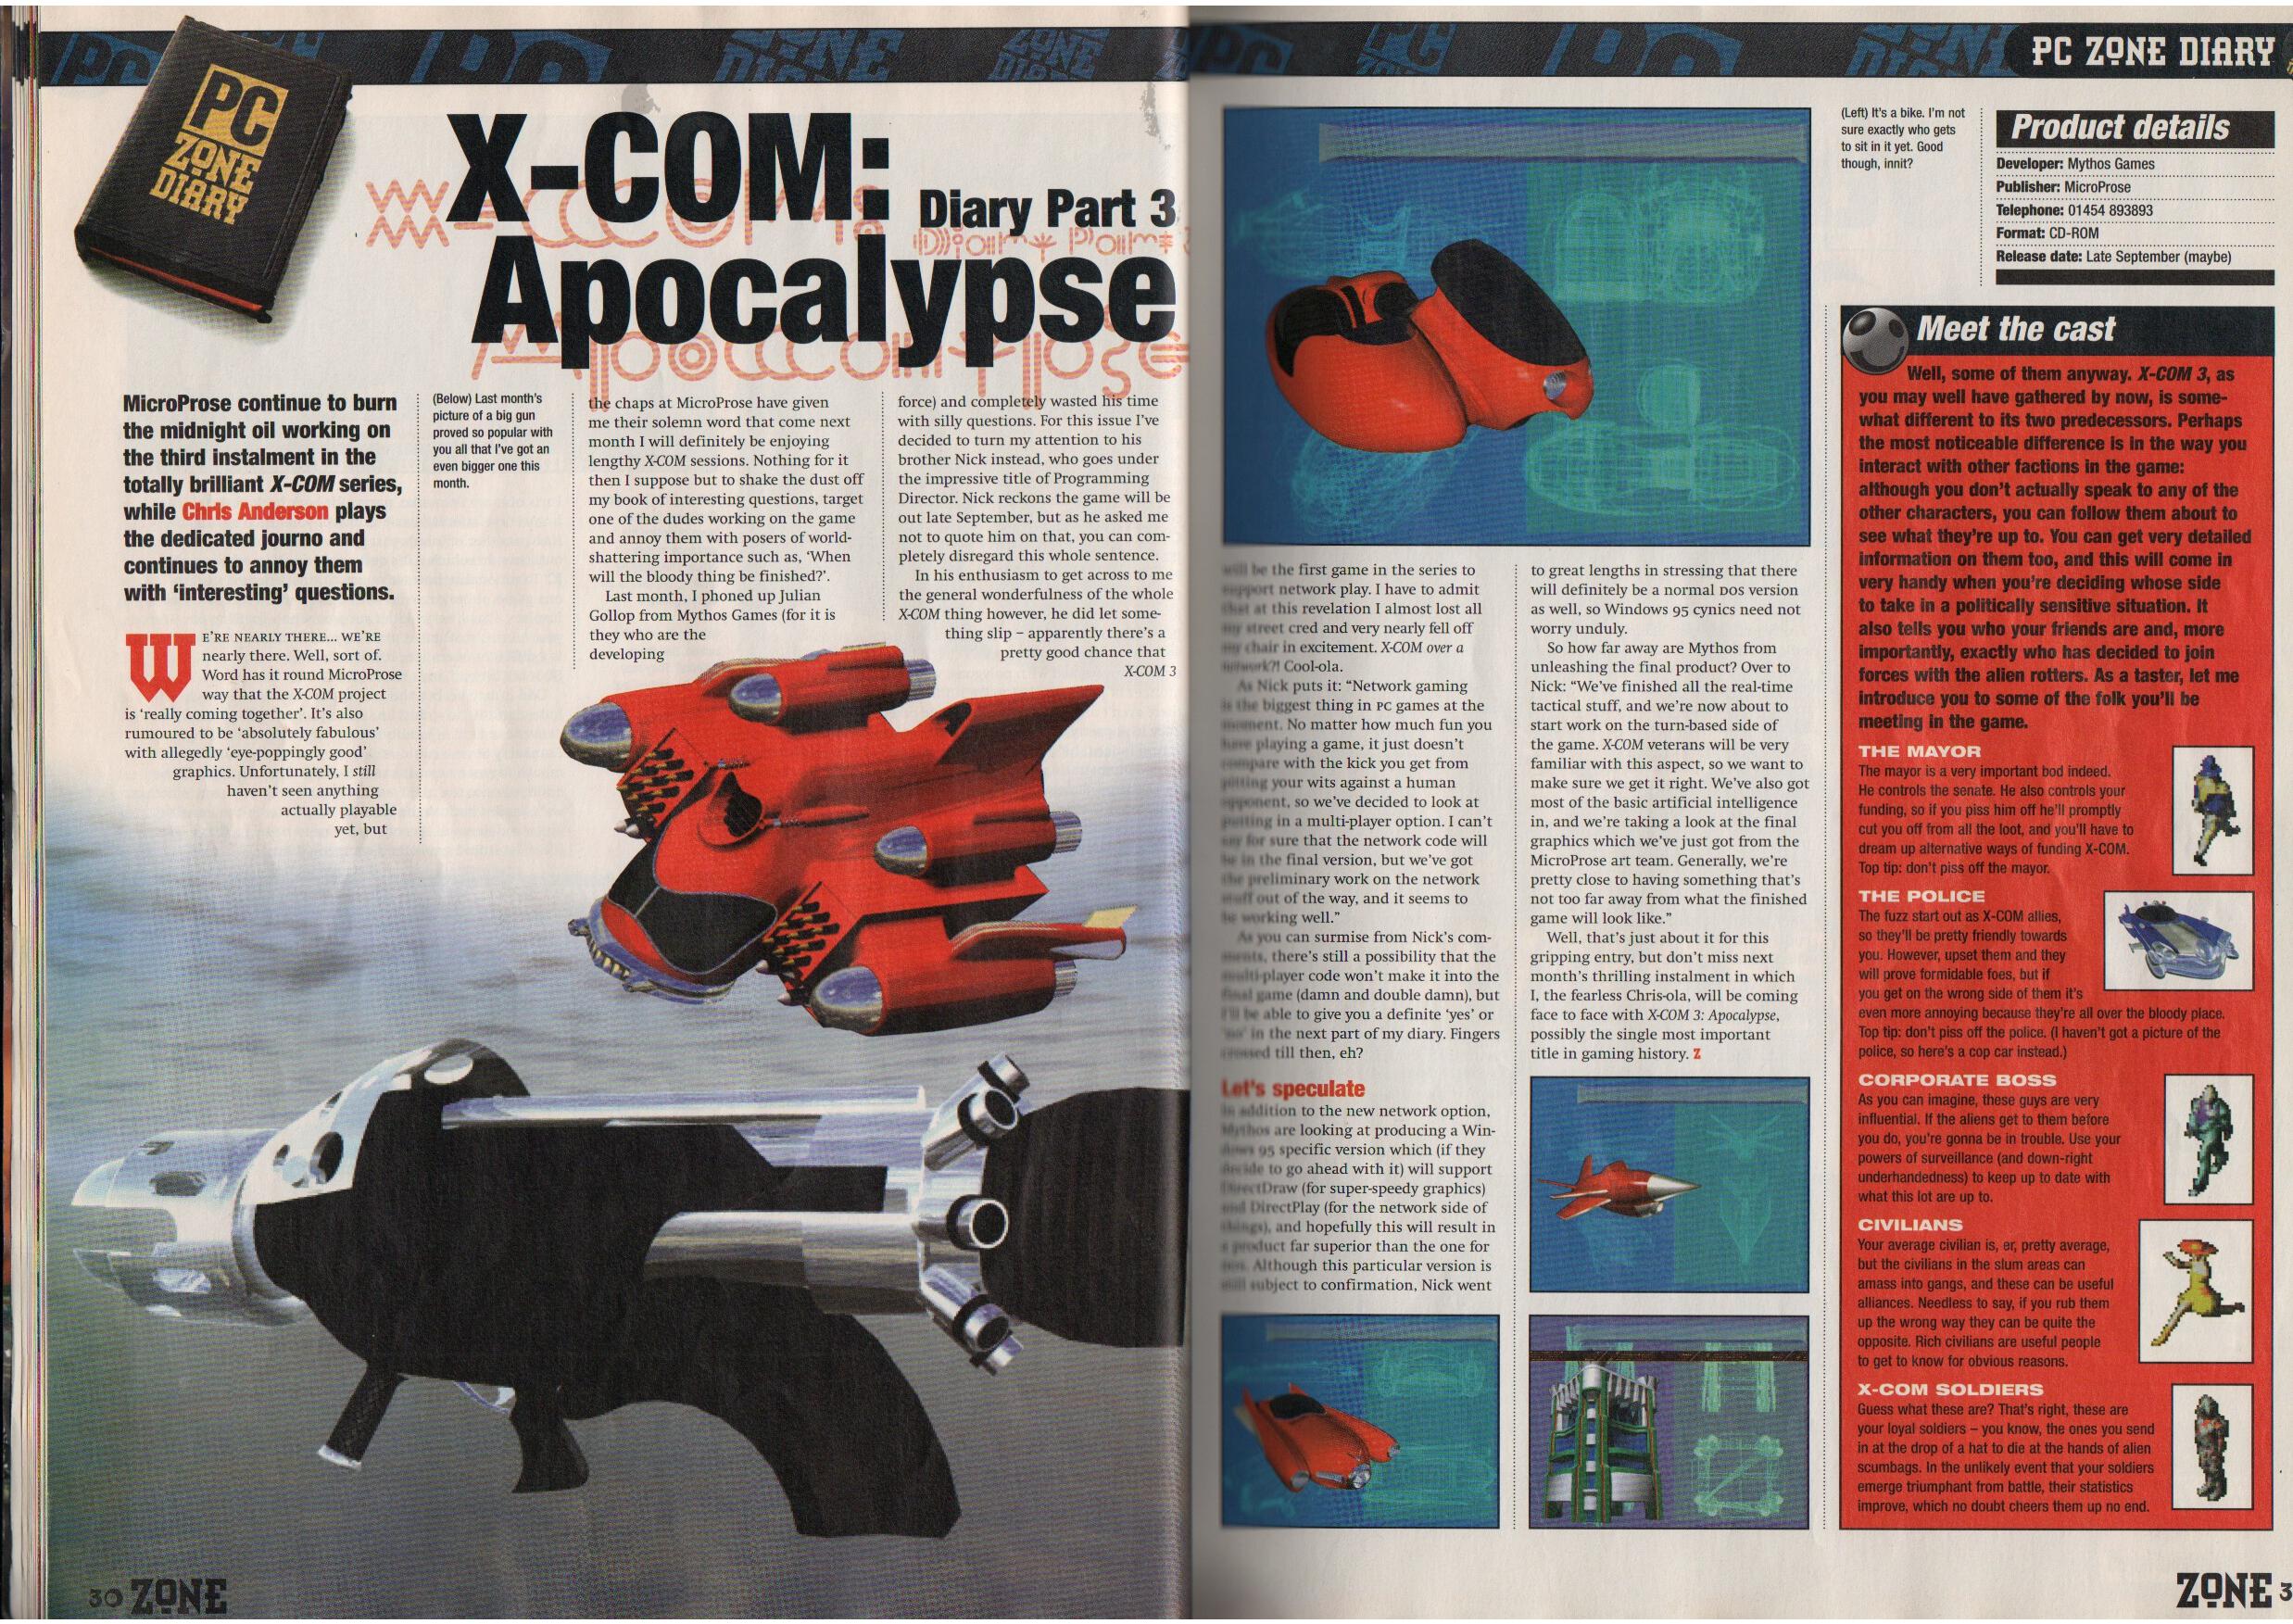 PC
ZONE
DIARY
X-COM:
Diary Part 3
Apocalypse
MicroProse continue to burn
the midnight oil working on
the third instalment in the
totally brilliant X-COM series,
while Chris Anderson plays
the dedicated journo and
continues to annoy them
with ‘interesting’ questions.
WE’RE NEARLY THERE... WE’RE
nearly there. Well, sort of.
Word has it round MicroProse
way that the X-COM project
is ‘really coming together’. It’s also
rumoured to be ‘absolutely fabulous’
with allegedly ‘eye-poppingly good’
graphics. Unfortunately, I still
haven’t seen anything
actually playable
yet, but
(Below) Last month’s
picture of a big gun
proved so popular with
you all that I’ve got an
even bigger one this
month.
the chaps at MicroProse have given
me their solemn word that come next
month I will definitely be enjoying
lengthy X-COM sessions. Nothing for it
then I suppose but to shake the dust off
my book of interesting questions, target
one of the dudes working on the game
and annoy them with posers of world-
shattering importance such as, ‘When
will the bloody thing be finished?’.
Last month, I phoned up Julian
Gollop from Mythos Games (for it is
they who are the
developing
force) and completely wasted his time
with silly questions. For this issue I’ve
decided to turn my attention to his
brother Nick instead, who goes under
the impressive title of Programming
Director. Nick reckons the game will be
out late September, but as he asked me
not to quote him on that, you can com-
pletely disregard this whole sentence.
In his enthusiasm to get across to me
the general wonderfulness of the whole
X-COM thing however, he did let some-
thing slip – apparently there’s a
pretty good chance that
X-COM 3
30 ZONE
PC ZONE DIARY
(Left) It’s a bike. I’m not
sure exactly who gets
to sit in it yet. Good
though, innit?
Product details
Developer: Mythos Games
Publisher: MicroProse
Telephone: 01454 893893
Format: CD-ROM
Release date: Late September (maybe)
will be the first game in the series to
support network play. I have to admit
that at this revelation I almost lost all
my street cred and very nearly fell off
my chair in excitement. X-COM over a
network?! Cool-ola.
As Nick puts it: “Network gaming
is the biggest thing in PC games at the
moment. No matter how much fun you
have playing a game, it just doesn’t
compare with the kick you get from
pitting your wits against a human
opponent, so we’ve decided to look at
putting in a multi-player option. I can’t
say for sure that the network code will
be in the final version, but we’ve got
the preliminary work on the network
stuff out of the way, and it seems to
be working well.”
As you can surmise from Nick’s com-
ments, there’s still a possibility that the
multi-player code won’t make it into the
final game (damn and double damn), but
I’ll be able to give you a definite ‘yes’ or
‘no’ in the next part of my diary. Fingers
crossed till then, eh?
Let’s speculate
In addition to the new network option,
Mythos are looking at producing a Win-
dows 95 specific version which (if they
decide to go ahead with it) will support
DirectDraw (for super-speedy graphics)
and DirectPlay (for the network side of
things), and hopefully this will result in
a product far superior than the one for
DOS. Although this particular version is
still subject to confirmation, Nick went
to great lengths in stressing that there
will definitely be a normal DOS version
as well, so Windows 95 cynics need not
worry unduly.
So how far away are Mythos from
unleashing the final product? Over to
Nick: “We’ve finished all the real-time
tactical stuff, and we’re now about to
start work on the turn-based side of
the game. X-COM veterans will be very
familiar with this aspect, so we want to
make sure we get it right. We’ve also got
most of the basic artificial intelligence
in, and we’re taking a look at the final
graphics which we’ve just got from the
MicroProse art team. Generally, we’re
pretty close to having something that’s
not too far away from what the finished
game will look like.”
Well, that’s just about it for this
gripping entry, but don’t miss next
month’s thrilling instalment in which
I, the fearless Chris-ola, will be coming
face to face with X-COM 3: Apocalypse,
possibly the single most important
title in gaming history. Z
Meet the cast
Well, some of them anyway. X-COM 3, as
you may well have gathered by now, is some-
what different to its two predecessors. Perhaps
the most noticeable difference is in the way you
interact with other factions in the game:
although you don’t actually speak to any of the
other characters, you can follow them about to
see what they’re up to. You can get very detailed
information on them too, and this will come in
very handy when you’re deciding whose side
to take in a politically sensitive situation. It
also tells you who your friends are and, more
importantly, exactly who has decided to join
forces with the alien rotters. As a taster, let me
introduce you to some of the folk you’ll be
meeting in the game.
THE MAYOR
The mayor is a very important bod indeed.
He controls the senate. He also controls your
funding, so if you piss him off he’ll promptly
cut you off from all the loot, and you’ll have to
dream up alternative ways of funding X-COM.
Top tip: don’t piss off the mayor.
THE POLICE
The fuzz start out as X-COM allies,
so they’ll be pretty friendly towards
you. However, upset them and they
will prove formidable foes, but if
you get on the wrong side of them it’s
even more annoying because they’re all over the bloody place.
Top tip: don’t piss off the police. (I haven’t got a picture of the
police, so here’s a cop car instead.)
CORPORATE BOSS
As you can imagine, these guys are very
influential. If the aliens get to them before
you do, you’re gonna be in trouble. Use your
powers of surveillance (and down-right
underhandedness) to keep up to date with
what this lot are up to.
CIVILIANS
Your average civilian is, er, pretty average,
but the civilians in the slum areas can
amass into gangs, and these can be useful
alliances. Needless to say, if you rub them
up the wrong way they can be quite the
opposite. Rich civilians are useful people
to get to know for obvious reasons.
X-COM SOLDIERS
Guess what these are? That’s right, these are
your loyal soldiers – you know, the ones you send
in at the drop of a hat to die at the hands of alien
scumbags. In the unlikely event that your soldiers
emerge triumphant from battle, their statistics
improve, which no doubt cheers them up no end.
ZONE 3